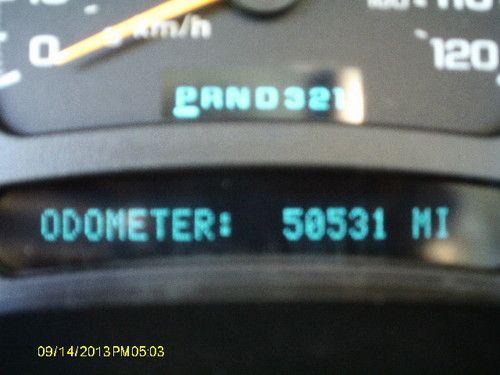 0
km/h
120
PRND321
ODOMETER: 50531 MI
09/14/2013PM05:03